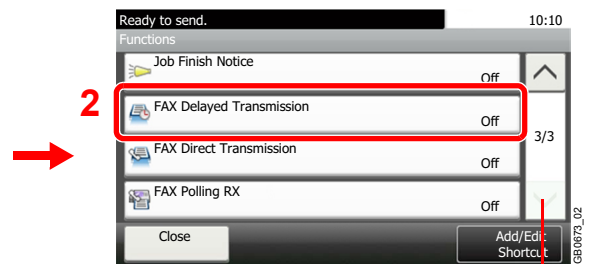 Ready to send. 10:10
Functions
Job Finish Notice
Off
2
FAX Delayed Transmission
Off
3/3
FAX Direct Transmission
Off
FAX Polling RX
Off
Close
Add/Edit
Shortcut
GB0673_02